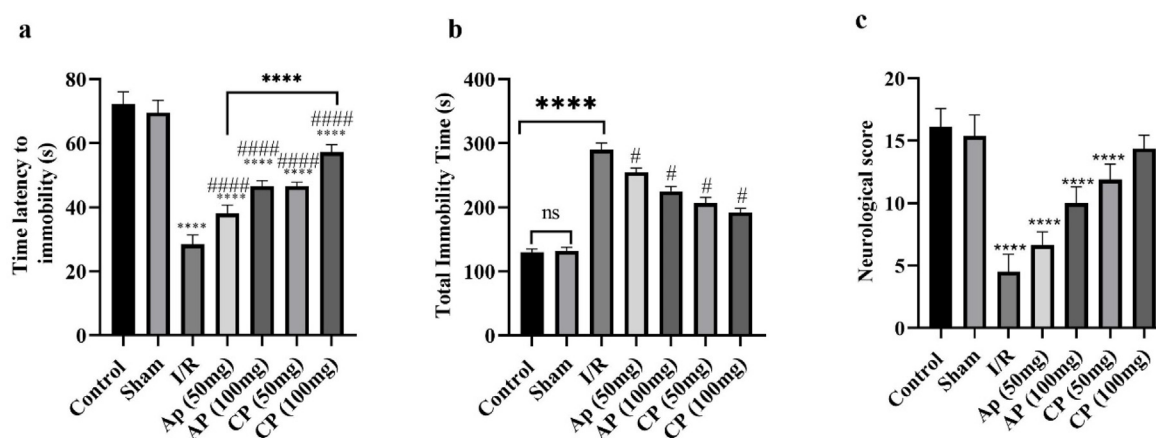 a
Time latency to
immobility (s)
80
60
40
20
0
****
####
****
####
****
####
****
####
****
****
Control
Sham
I/R
Ap (50mg)
AP (100mg)
CP (50mg)
CP (100mg)
b
Total Immobility Time (s)
400
300
200
100
0
ns
****
#
#
#
#
Control
Sham
I/R
Ap (50mg)
AP (100mg)
CP (50mg)
CP (100mg)
c
Neurological score
20
15
10
5
0
****
****
****
****
Control
Sham
I/R
Ap (50mg)
AP (100mg)
CP (50mg)
CP (100mg)